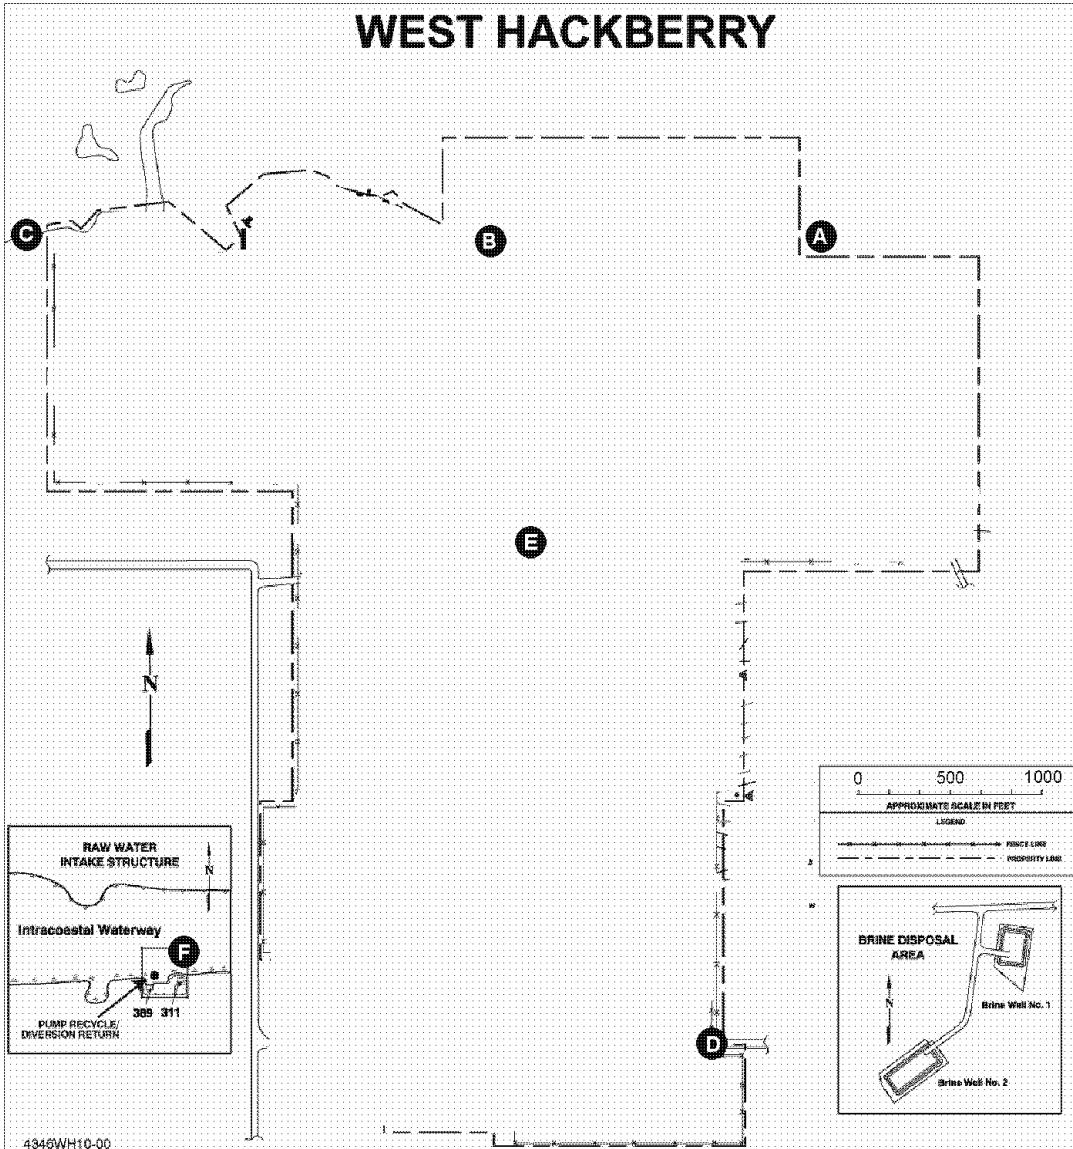 WEST HACKBERRY
C
B
A
E
N
0 500 1000
APPROXIMATE SCALE IN FEET
LEGEND
FENCE LINE
PROPERTY LINE
RAW WATER
INTAKE STRUCTURE
N
Intracoastal Waterway
F
389 311
PUMP RECYCLE/
DIVERSION RETURN
D
BRINE DISPOSAL
AREA
N
Brine Well No. 1
Brine Well No. 2
4346WH10-00